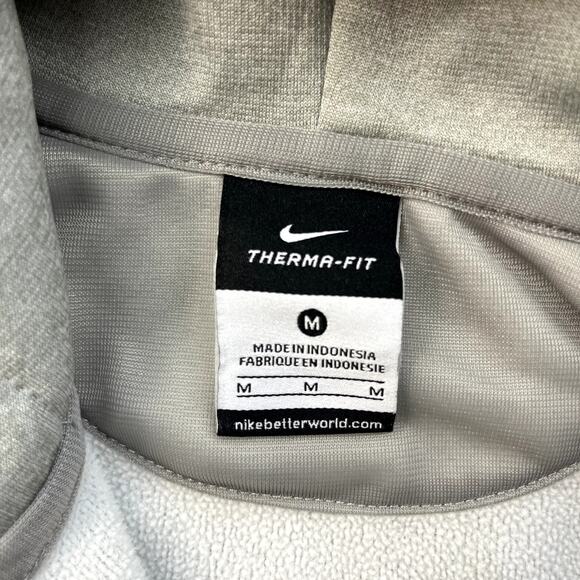 THERMA-FIT
M
MADE IN INDONESIA
FABRIQUE EN INDONESIE
M M M
nikebetterworld.com